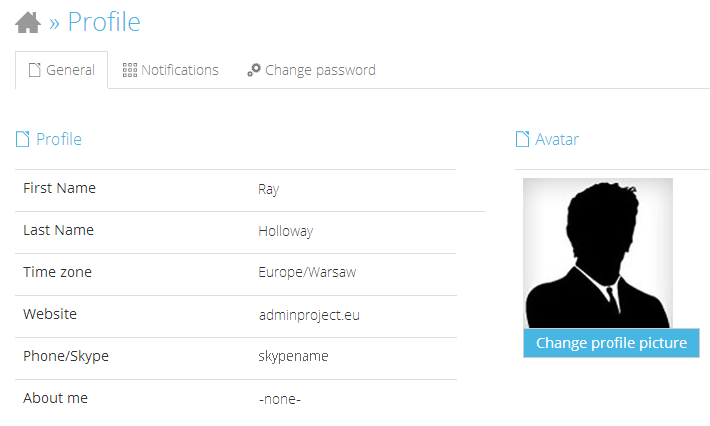 » Profile
General Notifications Change password
Profile
First Name Ray
Last Name Holloway
Time zone Europe/Warsaw
Website adminproject.eu
Phone/Skype skypename
About me -none-
Avatar
Change profile picture